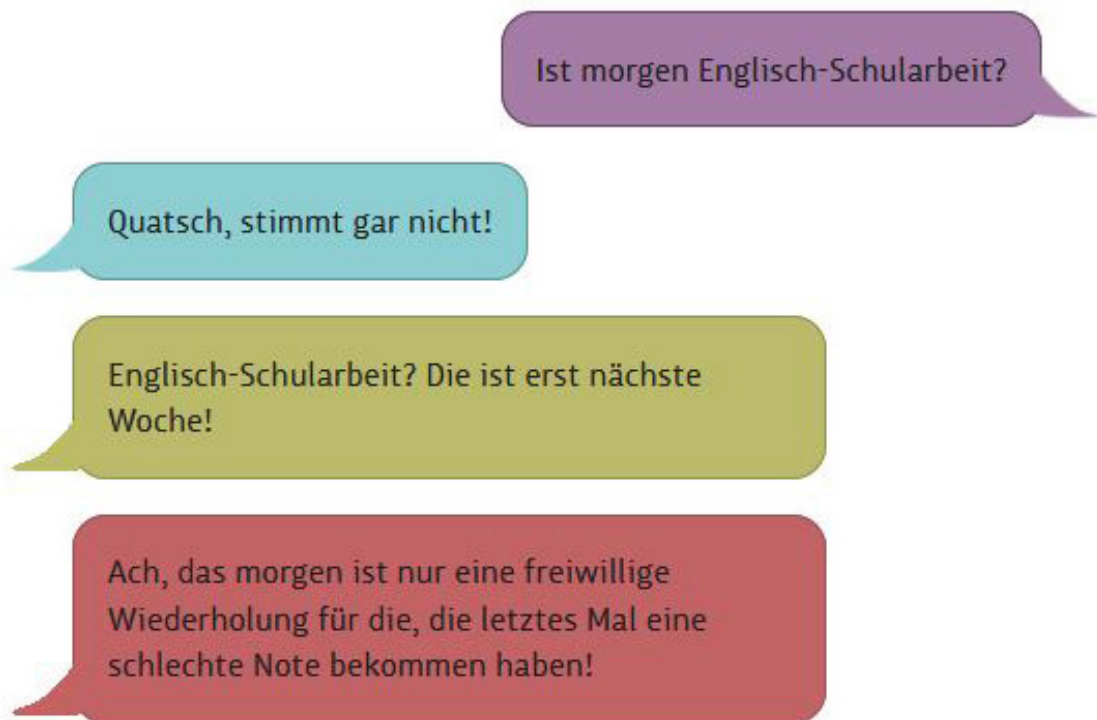 Ist morgen Englisch-Schularbeit?
Quatsch, stimmt gar nicht!
Englisch-Schularbeit? Die ist erst nächste
Woche!
Ach, das morgen ist nur eine freiwillige
Wiederholung für die, die letztes Mal eine
schlechte Note bekommen haben!